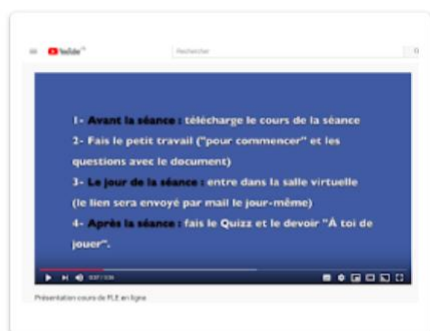 YouTube
Rechercher
1- Avant la séance : télécharge le cours de la séance
2- Fais le petit travail ("pour commencer" et les
questions avec le document)
3- Le jour de la séance : entre dans la salle virtuelle
(le lien sera envoyé par mail le jour-même)
4- Après la séance : fais le Quizz et le devoir "À toi de
jouer".
Présentation cours de FLE en ligne